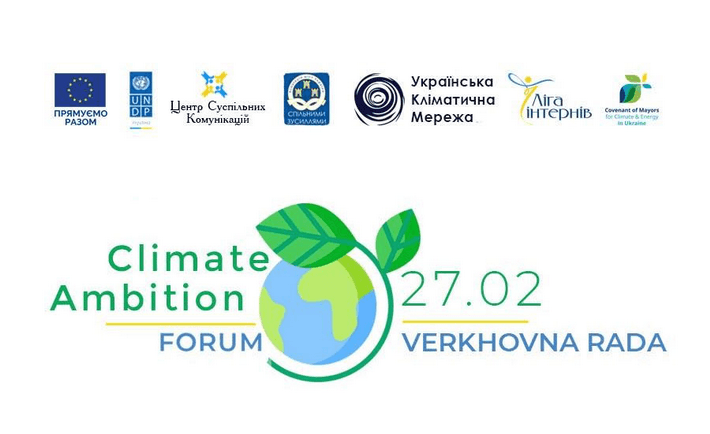 ПРЯМУЄМО
РАЗОМ
U N
D P
Центр Суспільних
Комунікацій
СПІЛЬНИМИ
ЗУСИЛЛЯМИ
Українська
Кліматична
Мережа
Ліга
інтернів
Covenant of Mayors
for Climate & Energy
in Ukraine
Climate
Ambition
FORUM
27.02
VERKHOVNA RADA